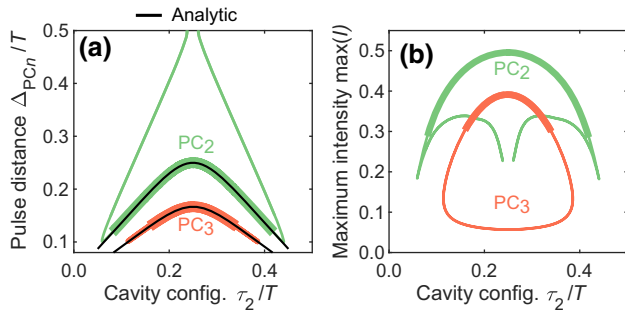 Analytic
(a)
Pulse distance Δ_PCn/T
0.5
0.4
0.3
0.2
0.1
PC₂
PC₃
0.0 0.2 0.4
Cavity config. τ₂/T
(b)
Maximum intensity max(I)
0.5
0.4
0.3
0.2
0.1
0.0
PC₂
PC₃
0.0 0.2 0.4
Cavity config. τ₂/T